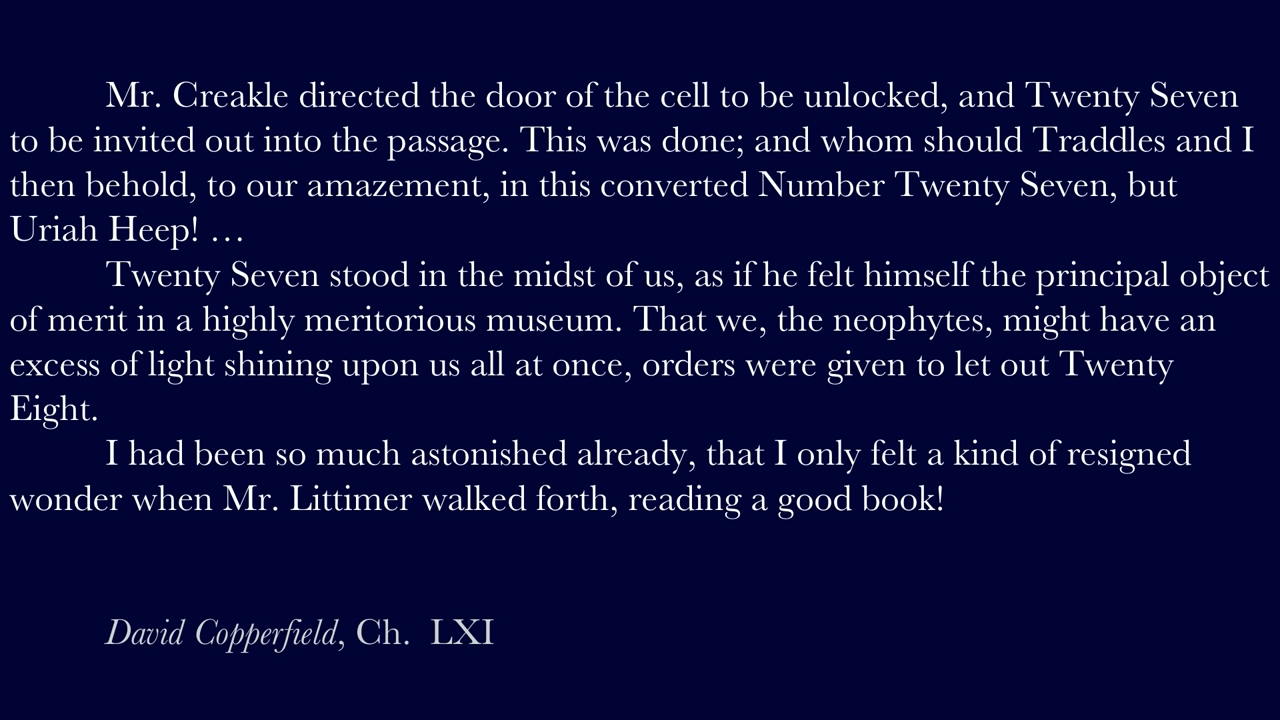 Mr. Creakle directed the door of the cell to be unlocked, and Twenty Seven
to be invited out into the passage. This was done; and whom should Traddles and I
then behold, to our amazement, in this converted Number Twenty Seven, but
Uriah Heep! …
Twenty Seven stood in the midst of us, as if he felt himself the principal object
of merit in a highly meritorious museum. That we, the neophytes, might have an
excess of light shining upon us all at once, orders were given to let out Twenty
Eight.
I had been so much astonished already, that I only felt a kind of resigned
wonder when Mr. Littimer walked forth, reading a good book!
David Copperfield, Ch. LXI